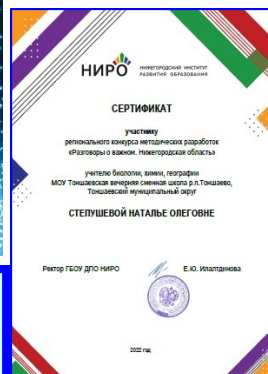 НИРО
НИЖЕГОРОДСКИЙ ИНСТИТУТ
РАЗВИТИЯ ОБРАЗОВАНИЯ
СЕРТИФИКАТ
участнику
регионального конкурса методических разработок
«Разговоры о важном. Нижегородская область»
учителю биологии, химии, географии
МОУ Тоншаевская вечерняя сменная школа р.п.Тоншаево,
Тоншаевский муниципальный округ
СТЕПУШЕВОЙ НАТАЛЬЕ ОЛЕГОВНЕ
Ректор ГБОУ ДПО НИРО Е.Ю. Илалтдинова
2022 год